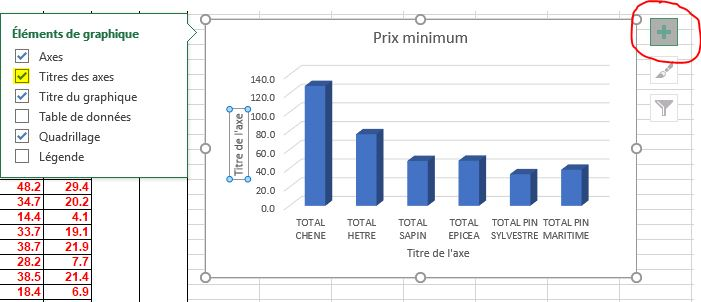 Éléments de graphique
Axes
Titres des axes
Titre du graphique
Table de données
Quadrillage
Légende
48.2 29.4
34.7 20.2
14.4 4.1
33.7 19.1
38.7 21.9
28.2 7.7
38.5 21.4
18.4 6.9
Prix minimum
140.0
120.0
100.0
80.0
60.0
40.0
20.0
0.0
Titre de l'axe
TOTAL CHENE
TOTAL HETRE
TOTAL SAPIN
TOTAL EPICEA
TOTAL PIN SYLVESTRE
TOTAL PIN MARITIME
Titre de l'axe